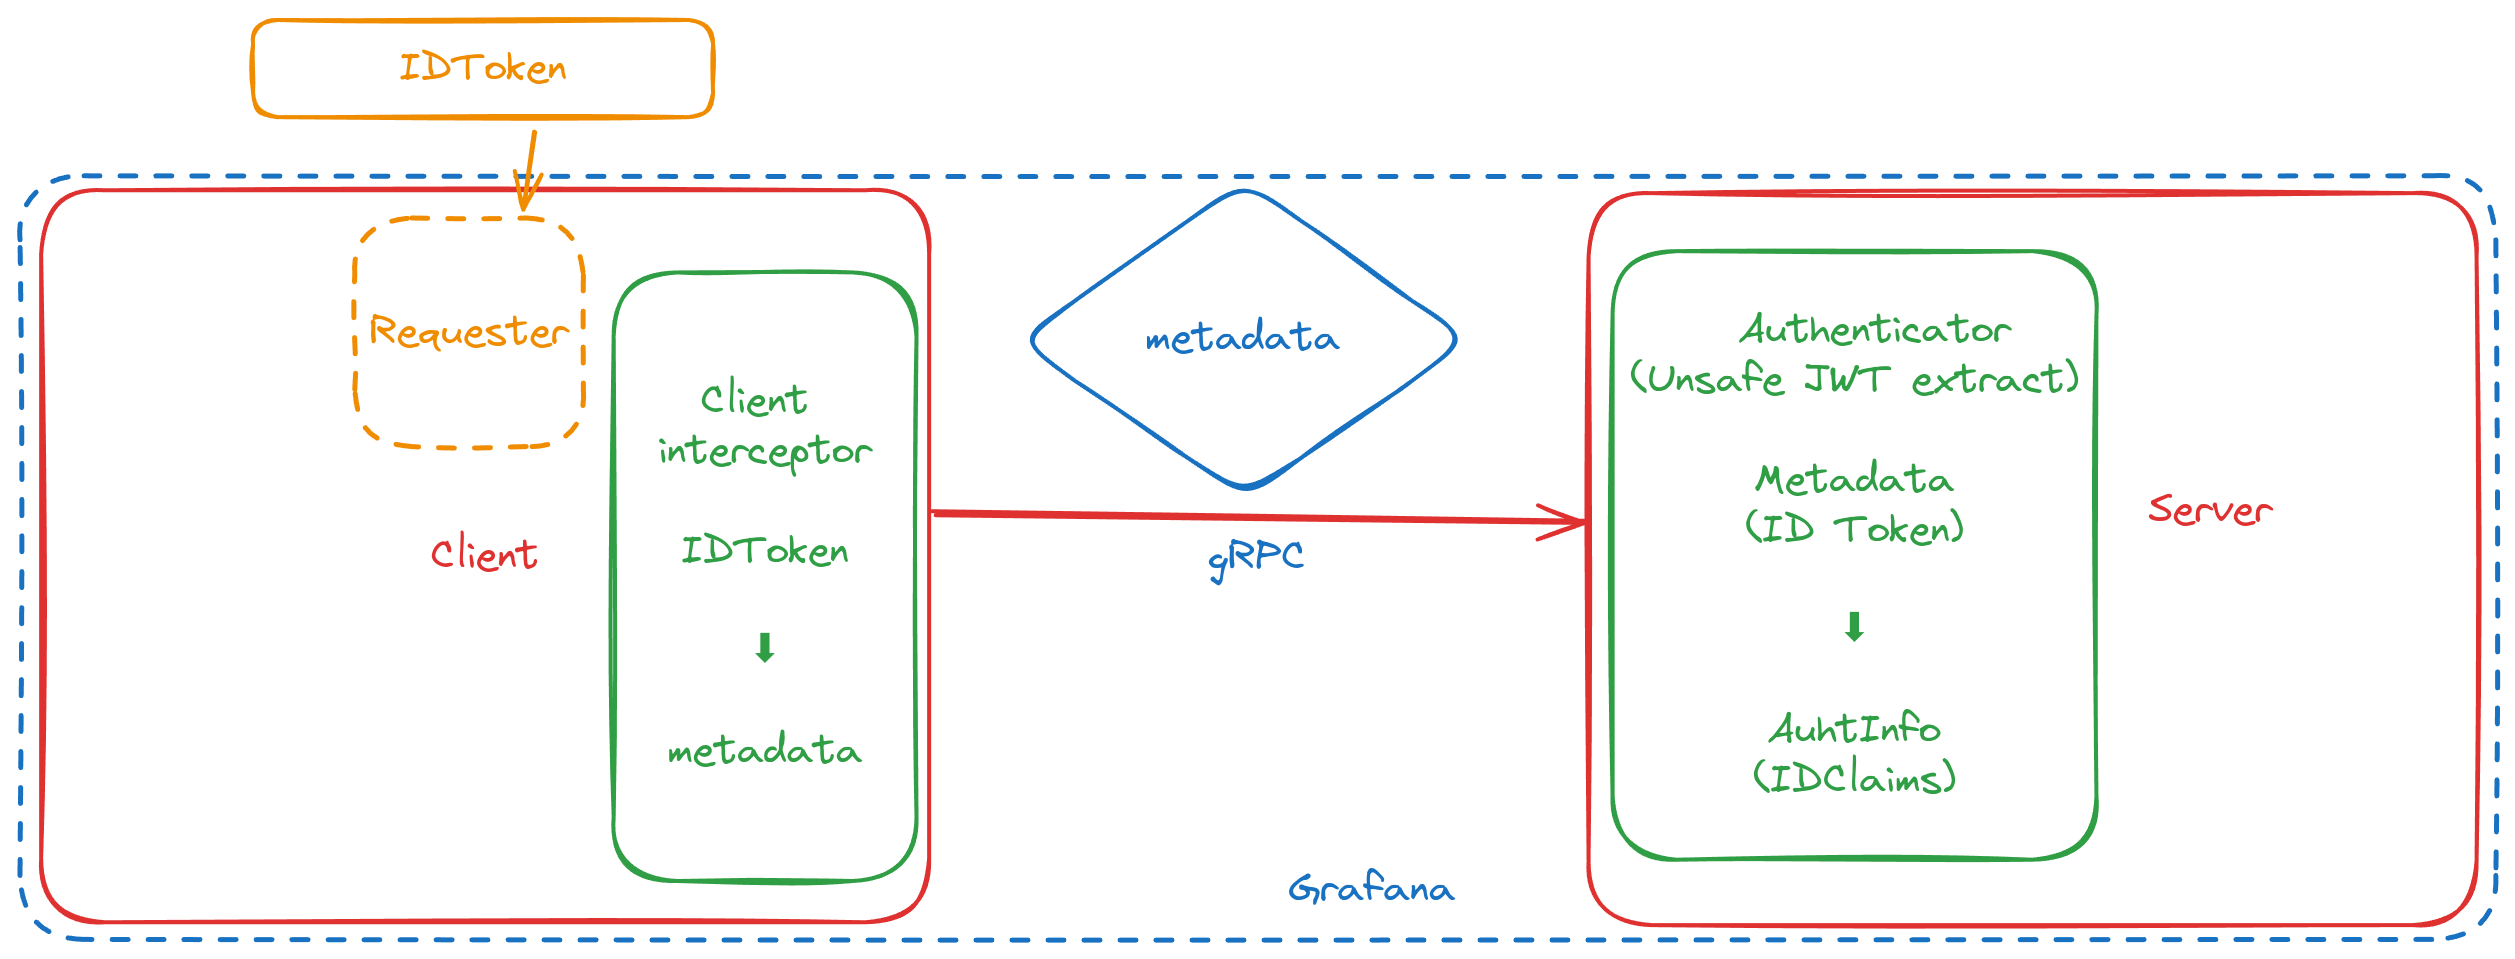 IDToken
Requester
Client
interceptor
IDToken
⬇
metadata
Client
metadata
gRPC
Grafana
Authenticator
(Unsafe JWT extract)
Metadata
(ID Token)
⬇
AuhtInfo
(IDClaims)
Server